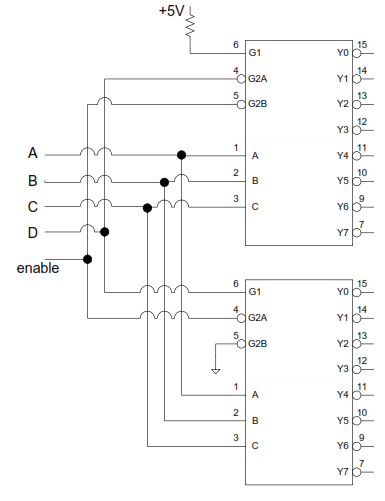 +5V
6 G1 Y0 15
4 G2A Y1 14
5 G2B Y2 13
Y3 12
A 1 A Y4 11
B 2 B Y5 10
C 3 C Y6 9
D Y7 7
enable
6 G1 Y0 15
4 G2A Y1 14
5 G2B Y2 13
Y3 12
1 A Y4 11
2 B Y5 10
3 C Y6 9
Y7 7